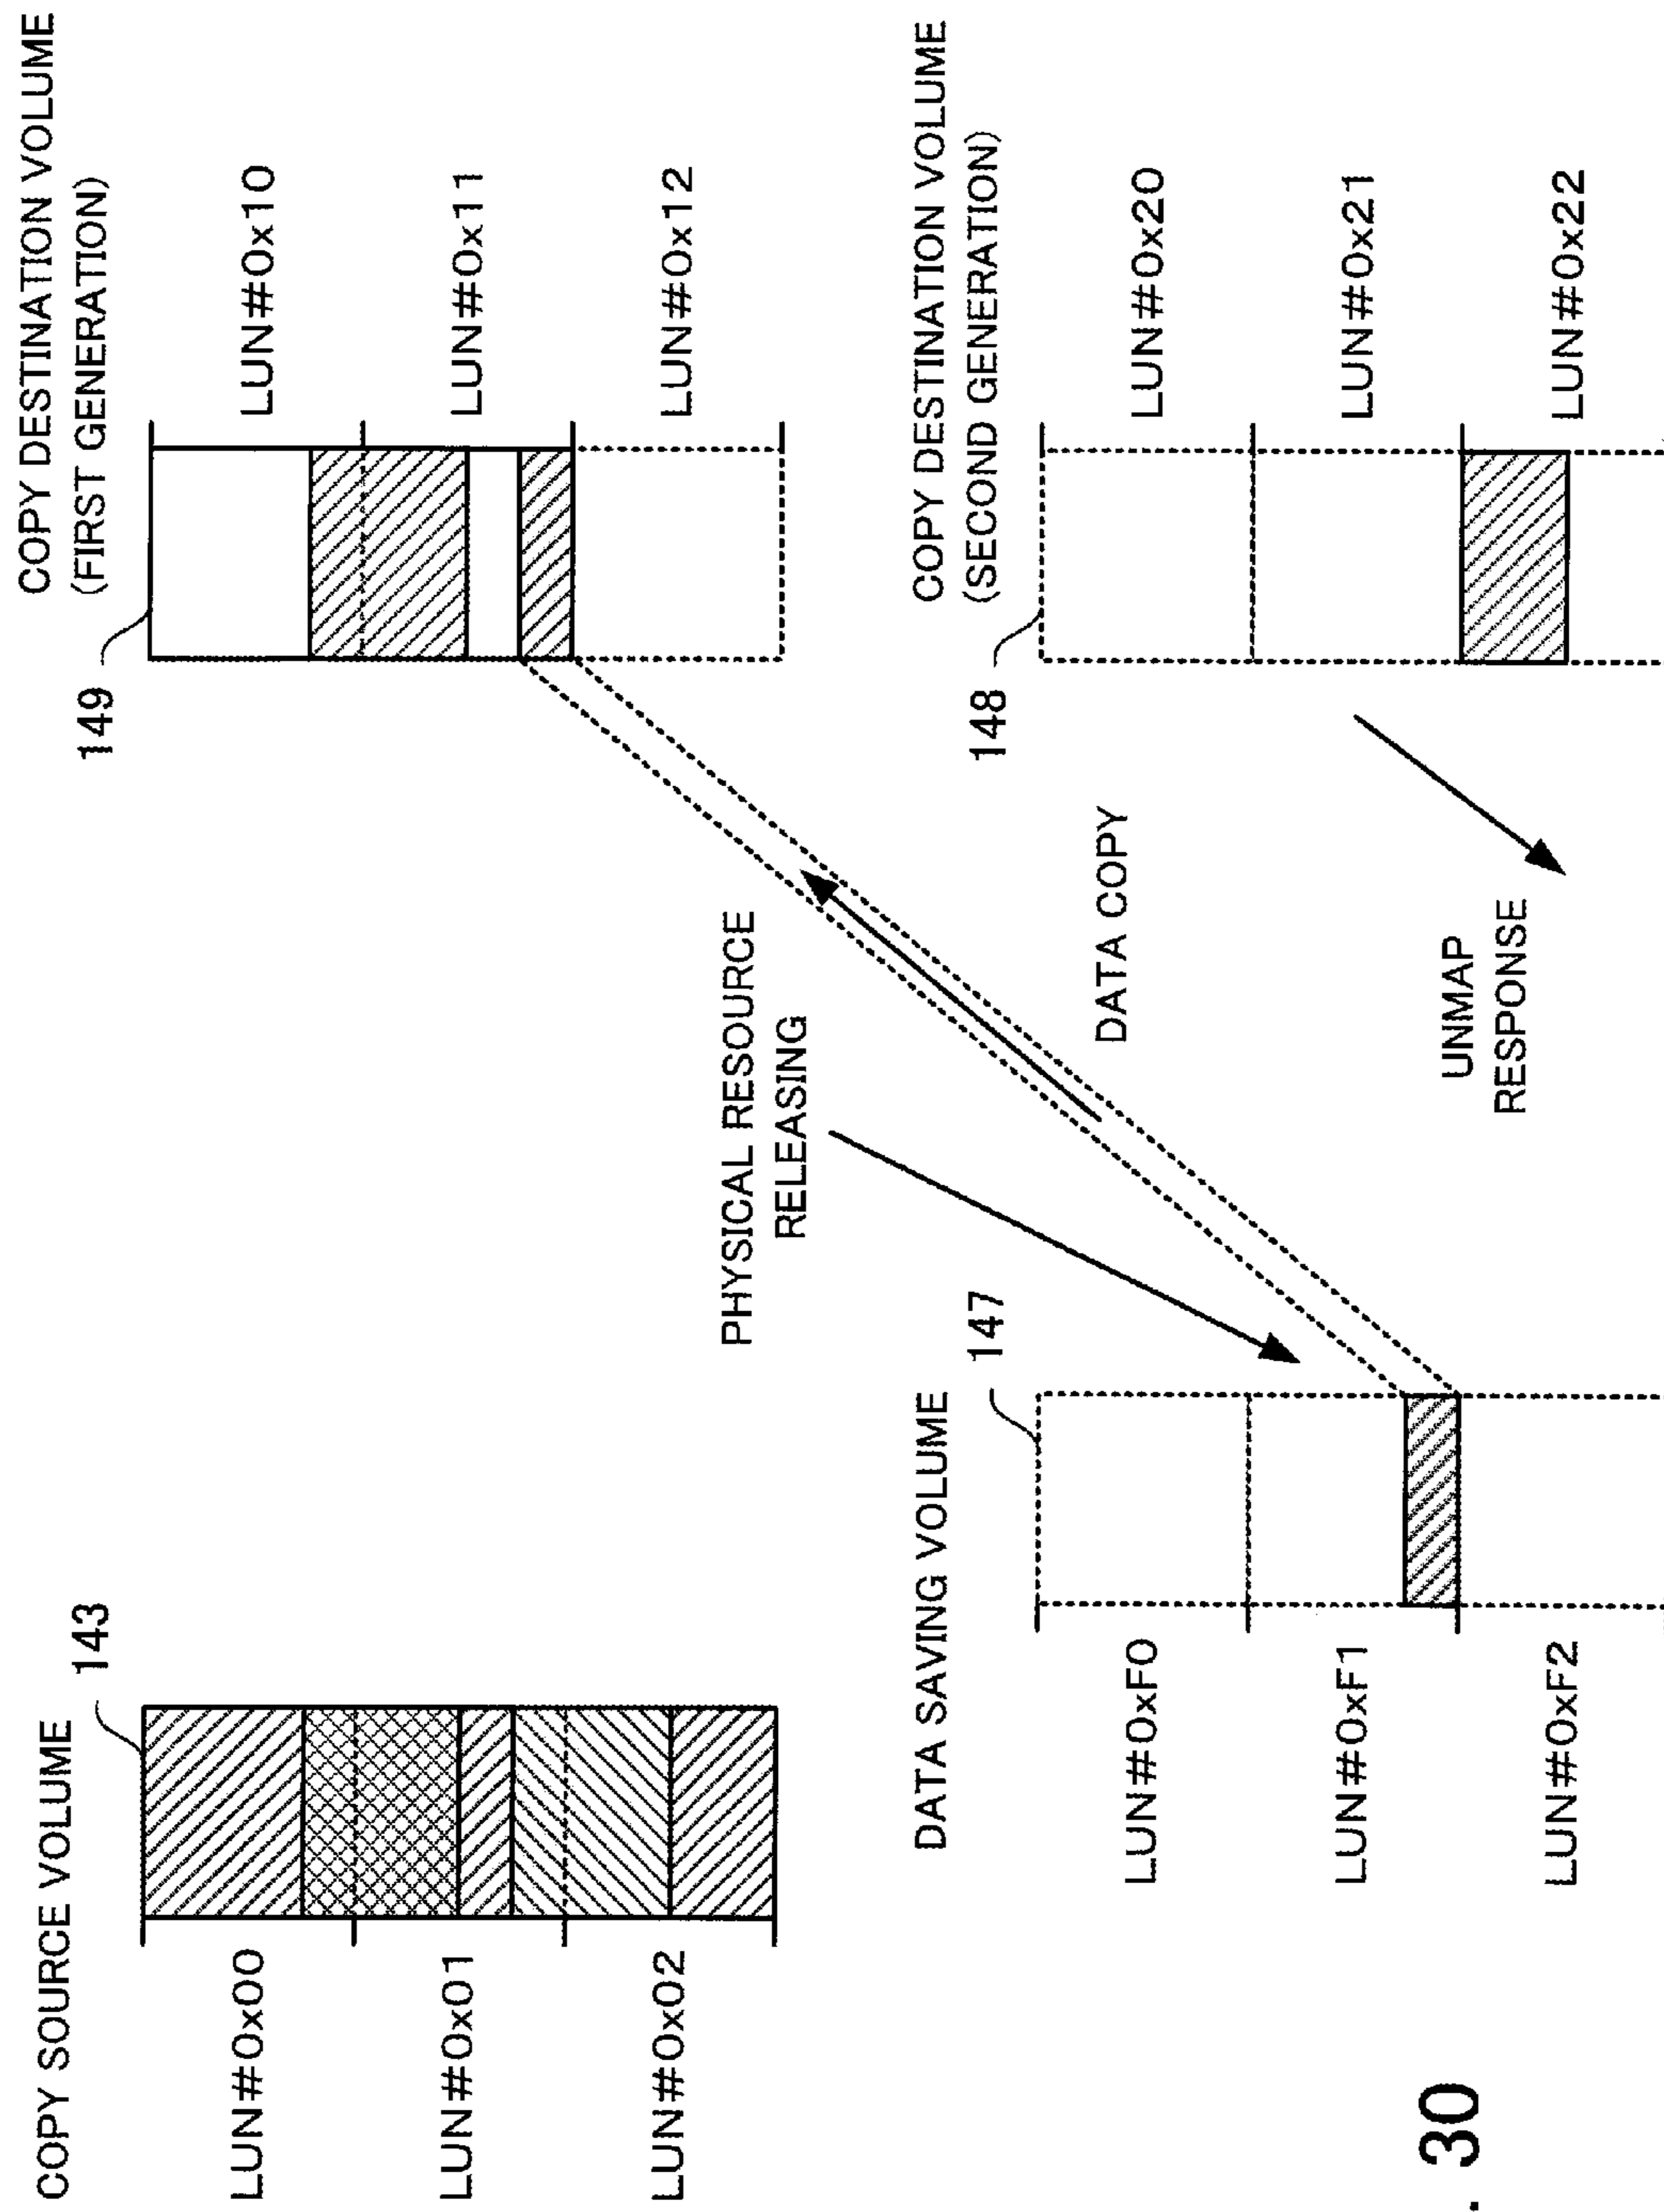 COPY SOURCE VOLUME
143
LUN#0x00
LUN#0x01
LUN#0x02
COPY DESTINATION VOLUME
(FIRST GENERATION)
149
LUN#0x10
LUN#0x11
LUN#0x12
PHYSICAL RESOURCE
RELEASING
DATA SAVING VOLUME
147
LUN#0xF0
LUN#0xF1
LUN#0xF2
DATA COPY
COPY DESTINATION VOLUME
(SECOND GENERATION)
148
LUN#0x20
LUN#0x21
LUN#0x22
UNMAP
RESPONSE
. 30